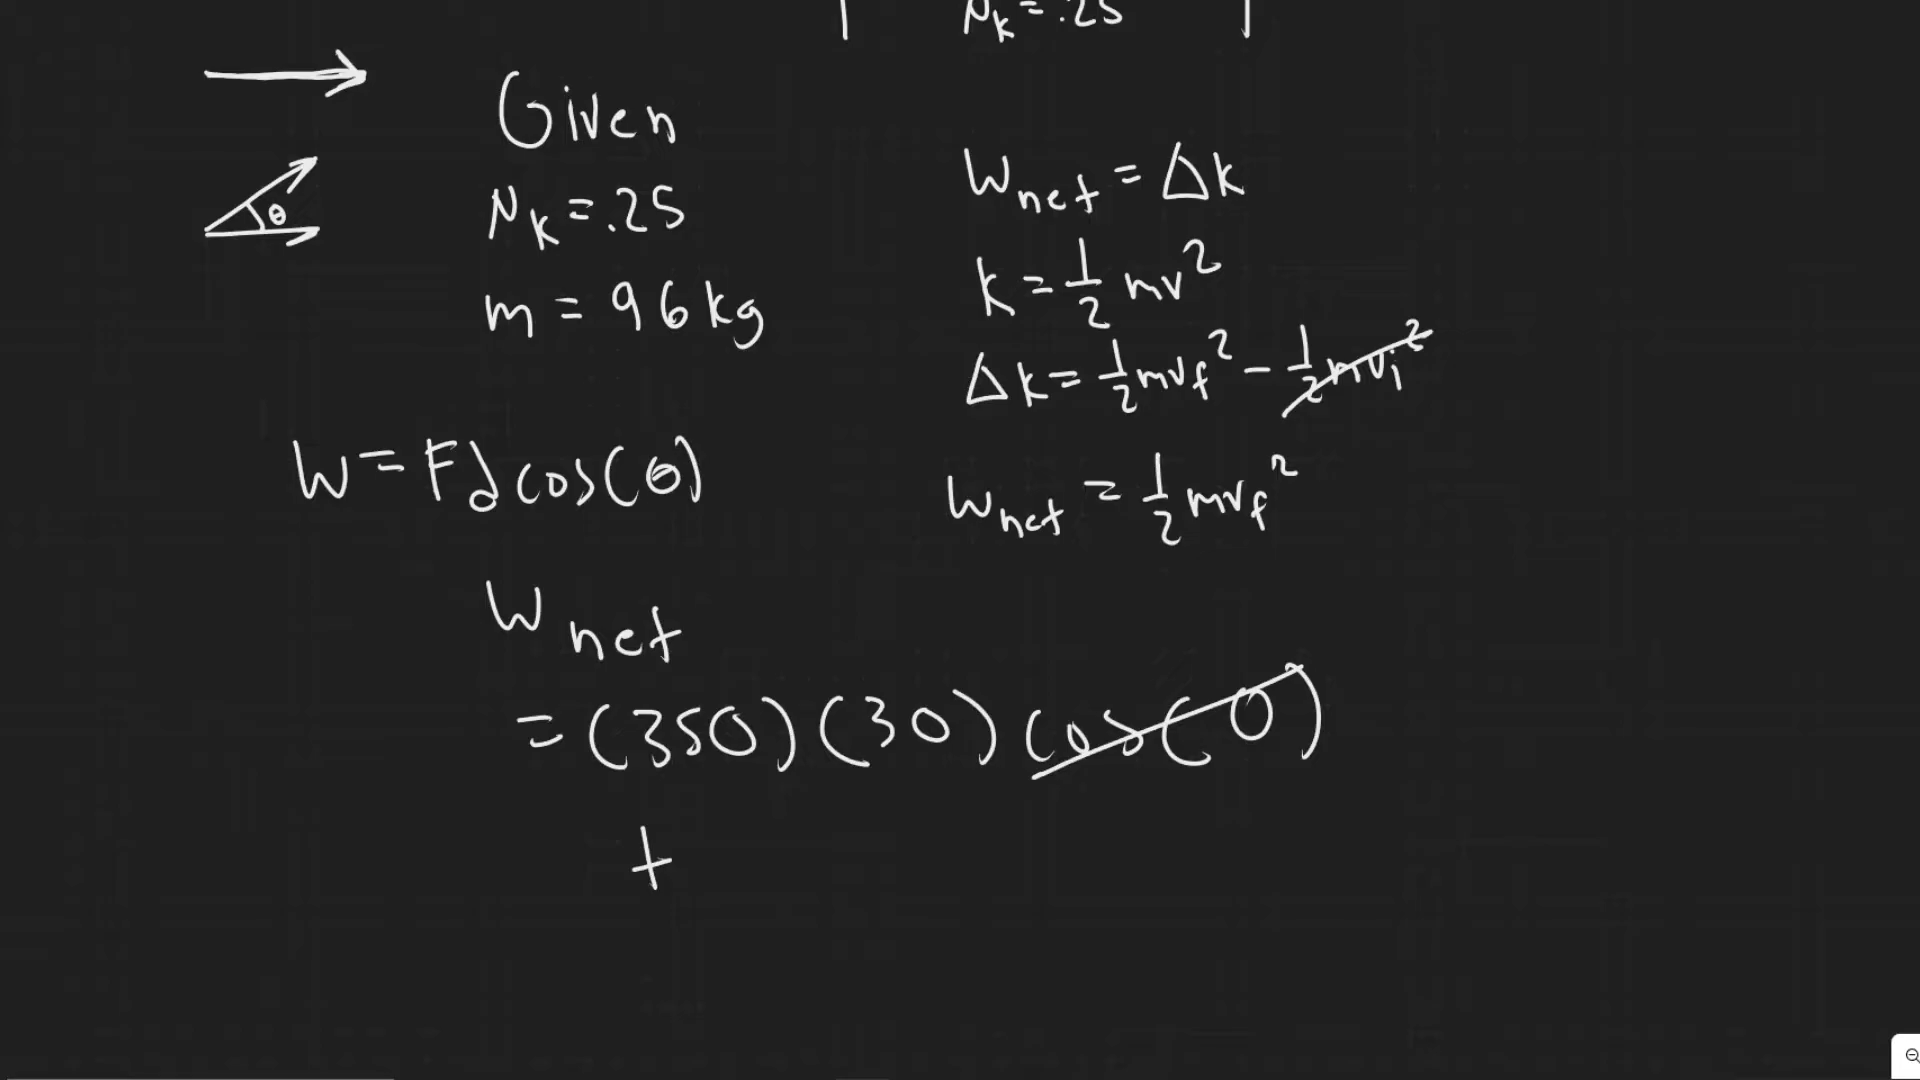 μk = .25
Given
μk = .25
m = 96 kg
W = Fd cos(θ)
θ
Wnet = Δk
k = 1/2 mv²
Δk = 1/2 mvf² - 1/2 mvi²
Wnet = 1/2 mvf²
Wnet
= (350)(30) cos(0)
+